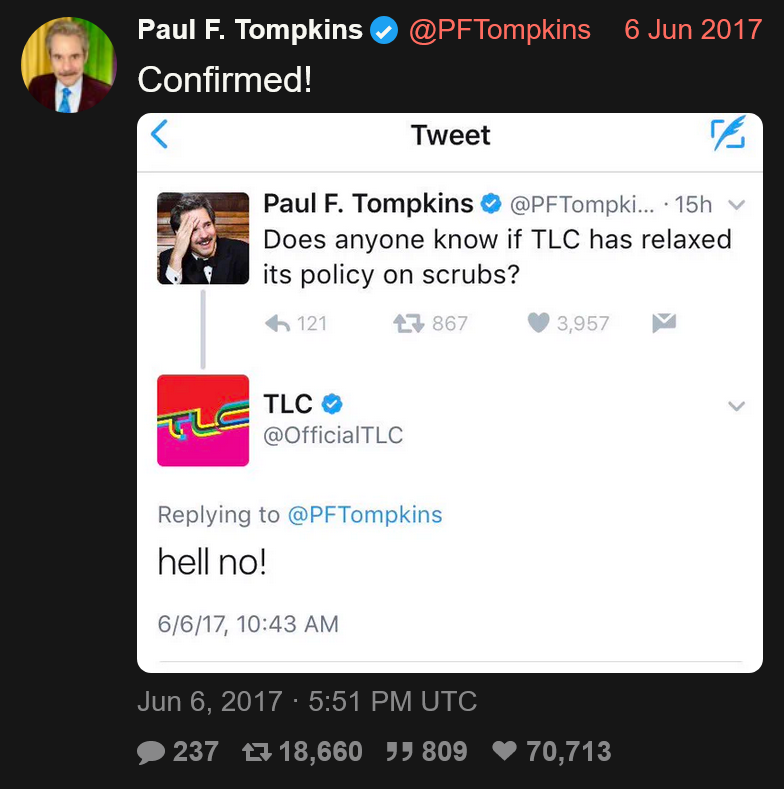 Paul F. Tompkins @PFTompkins 6 Jun 2017
Confirmed!
Tweet
Paul F. Tompkins @PFTompki... · 15h
Does anyone know if TLC has relaxed
its policy on scrubs?
121 867 3,957
TLC
TLC
@OfficialTLC
Replying to @PFTompkins
hell no!
6/6/17, 10:43 AM
Jun 6, 2017 · 5:51 PM UTC
237 18,660 809 70,713